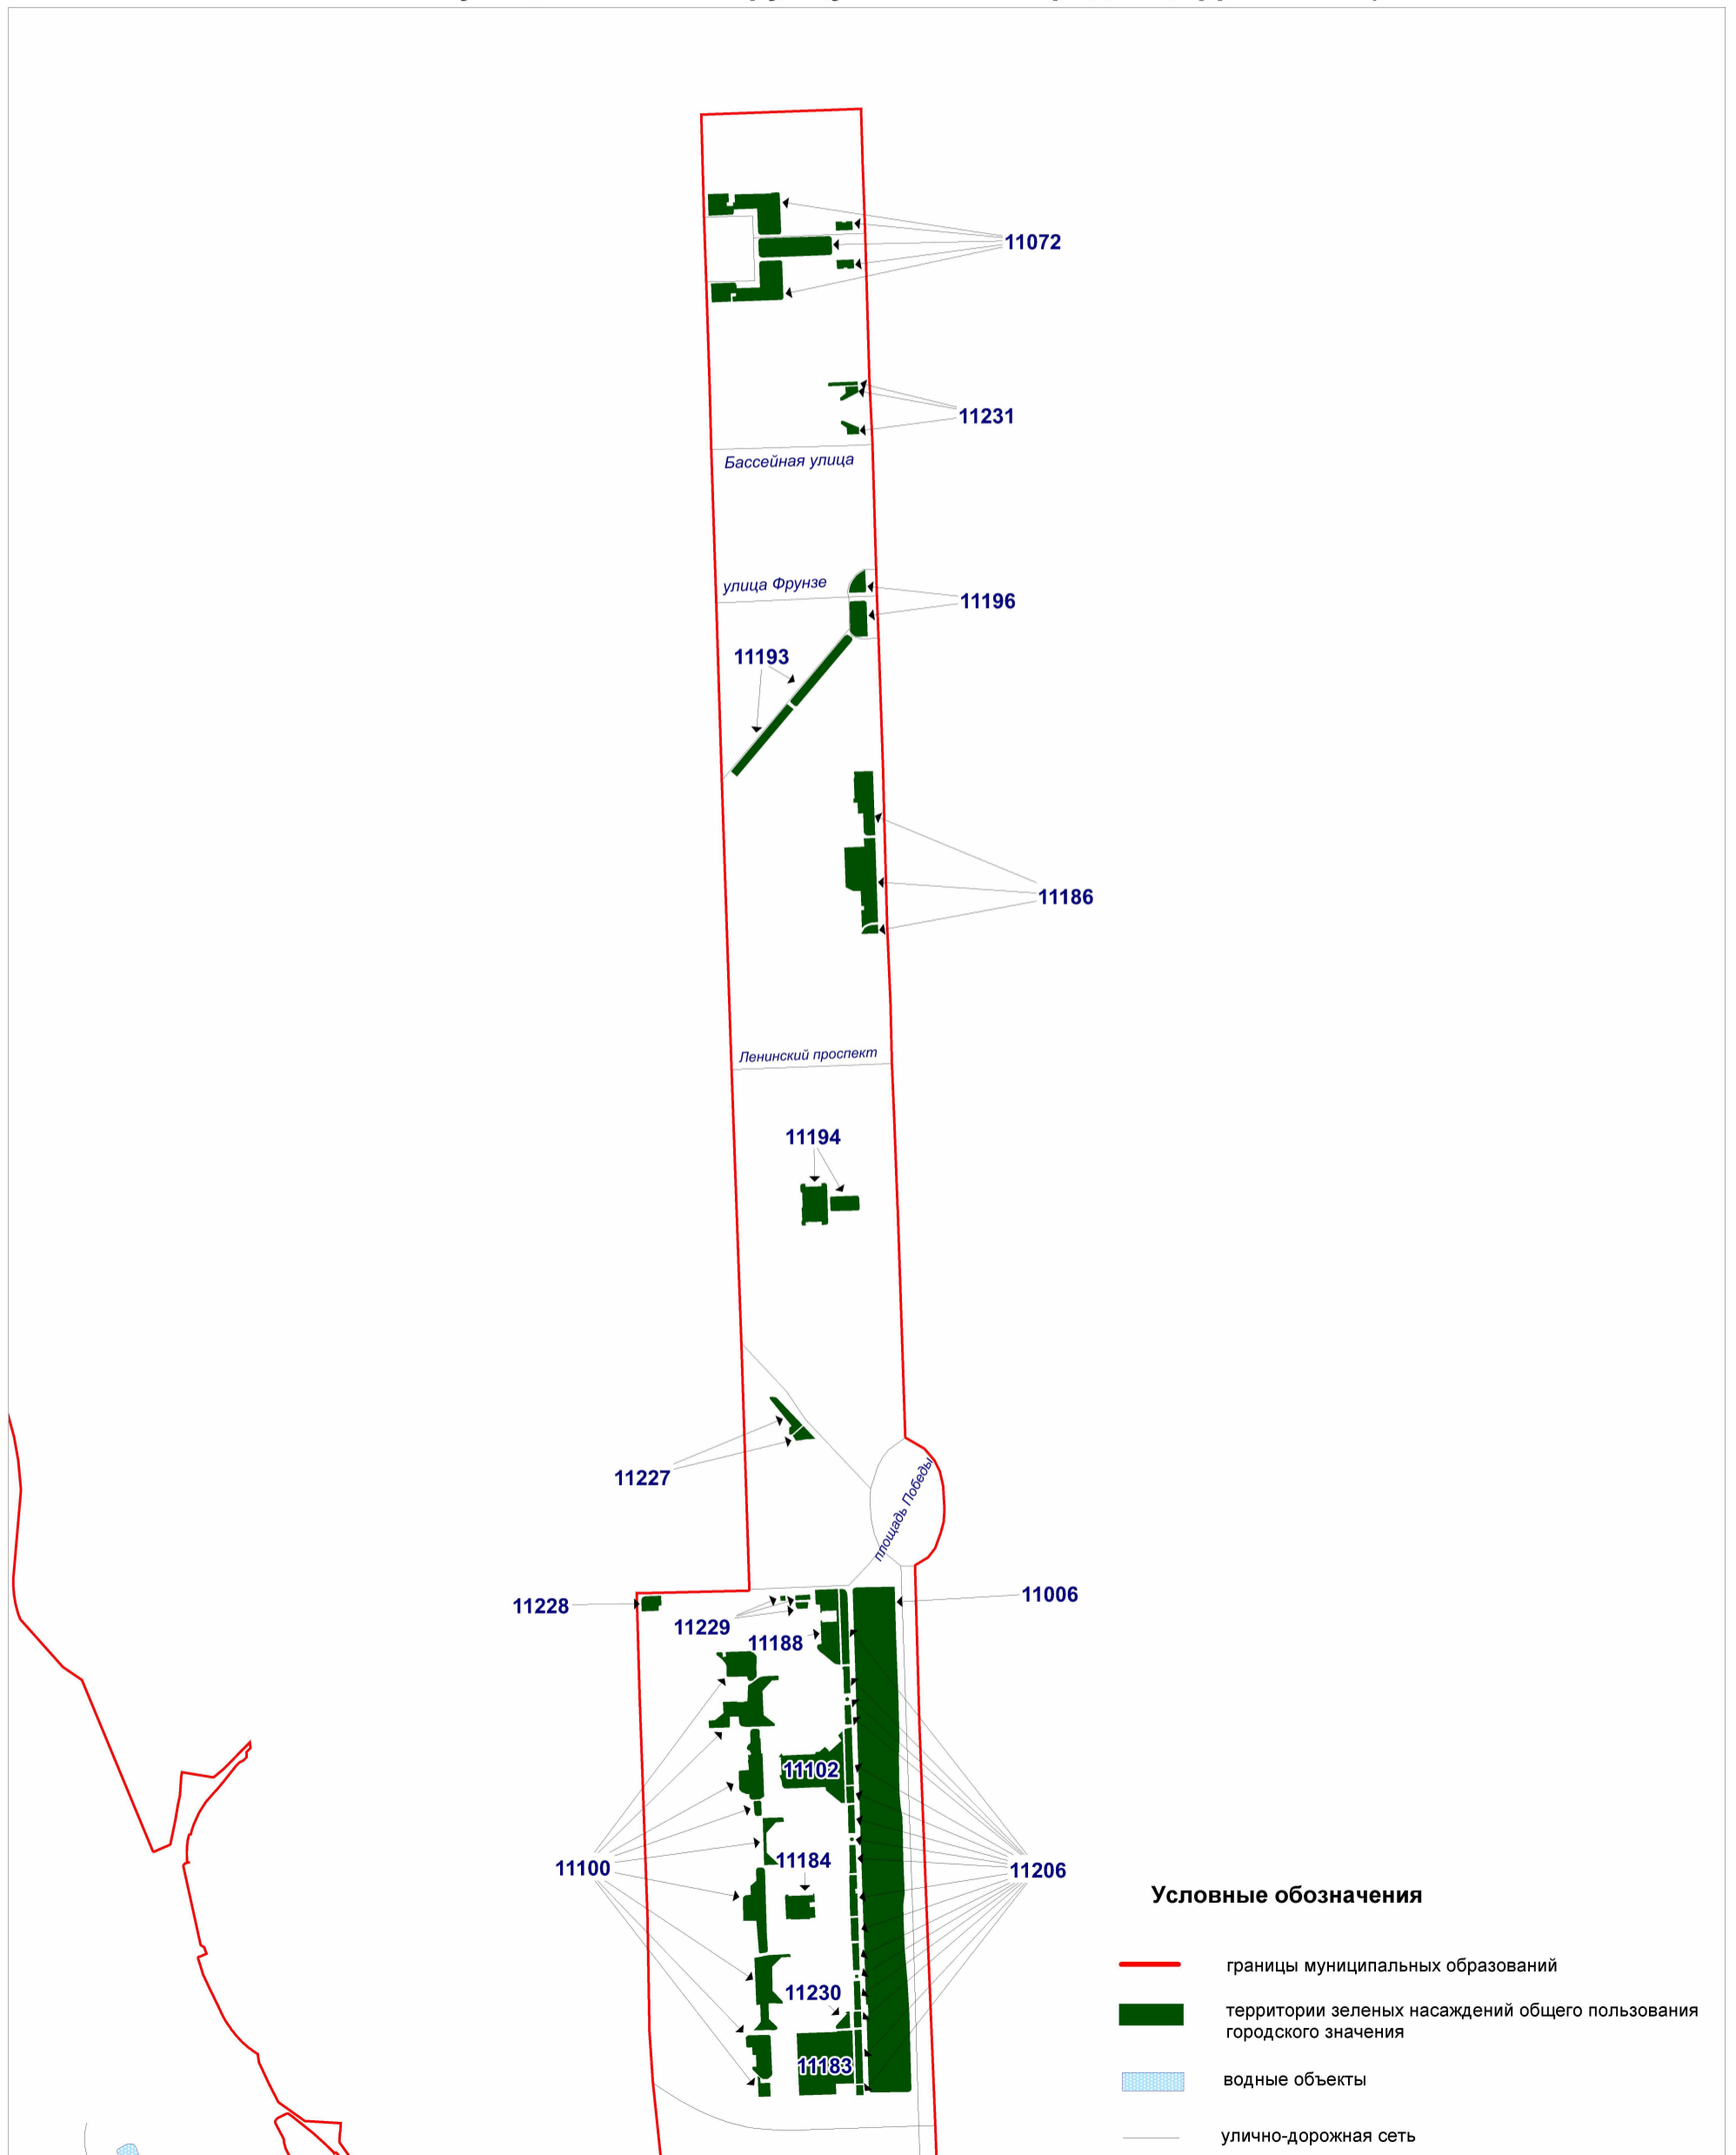 11072
11231
Бассейная улица
улица Фрунзе
11196
11193
11186
Ленинский проспект
11194
11227
площадь Победы
11006
11228
11229
11188
11102
11100
11184
11206
11230
11183
Условные обозначения
границы муниципальных образований
территории зеленых насаждений общего пользования
городского значения
водные объекты
улично-дорожная сеть